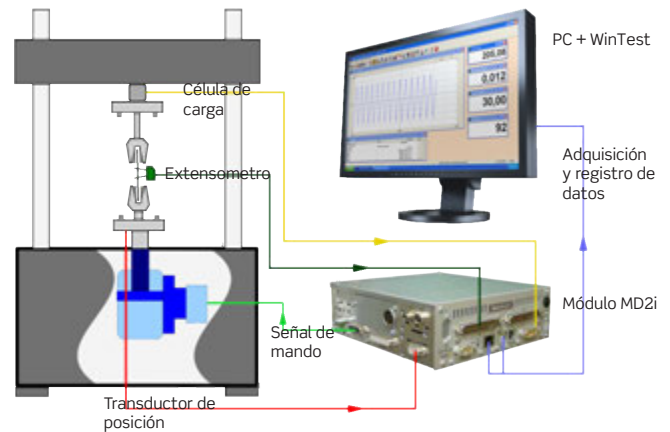 PC + WinTest
Célula de
carga
205,08
0.012
30,00
92
Extensometro
Adquisición
y registro de
datos
Módulo MD2i
Señal de
mando
Transductor de
posición